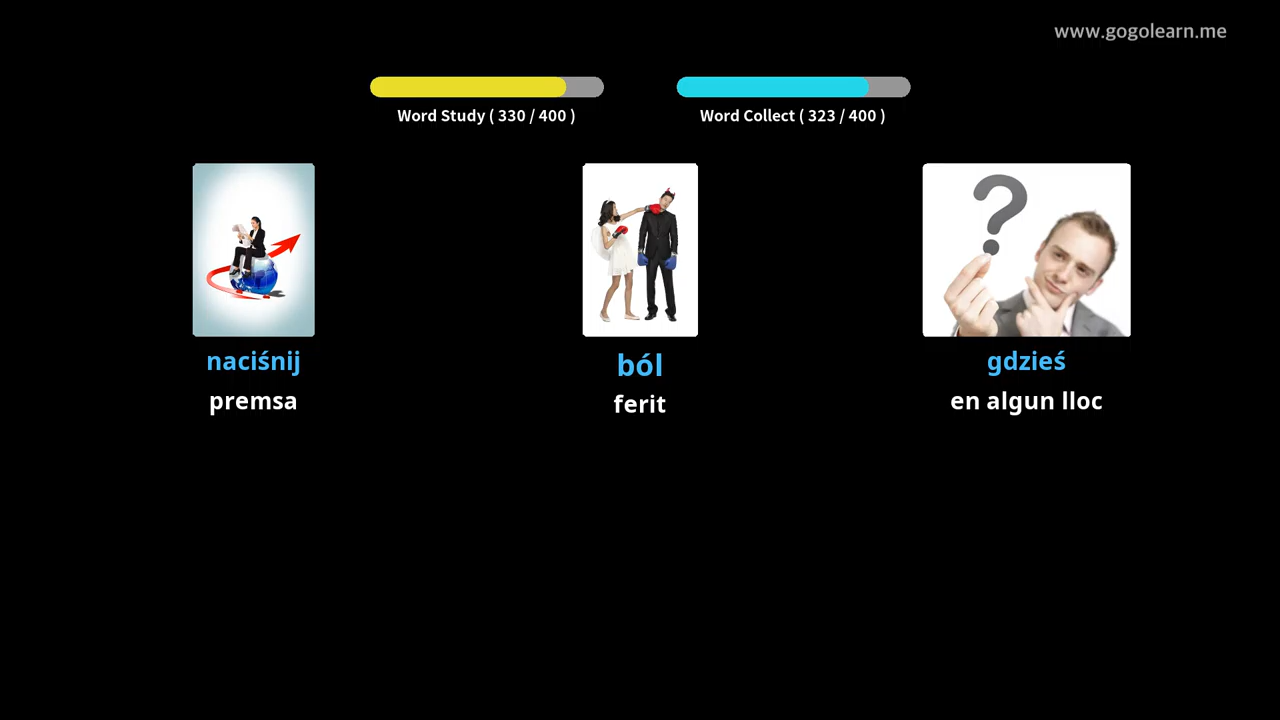 www.gogolearn.me
Word Study ( 330 / 400 )
Word Collect ( 323 / 400 )
naciśnij
premsa
ból
ferit
gdzieś
en algun lloc